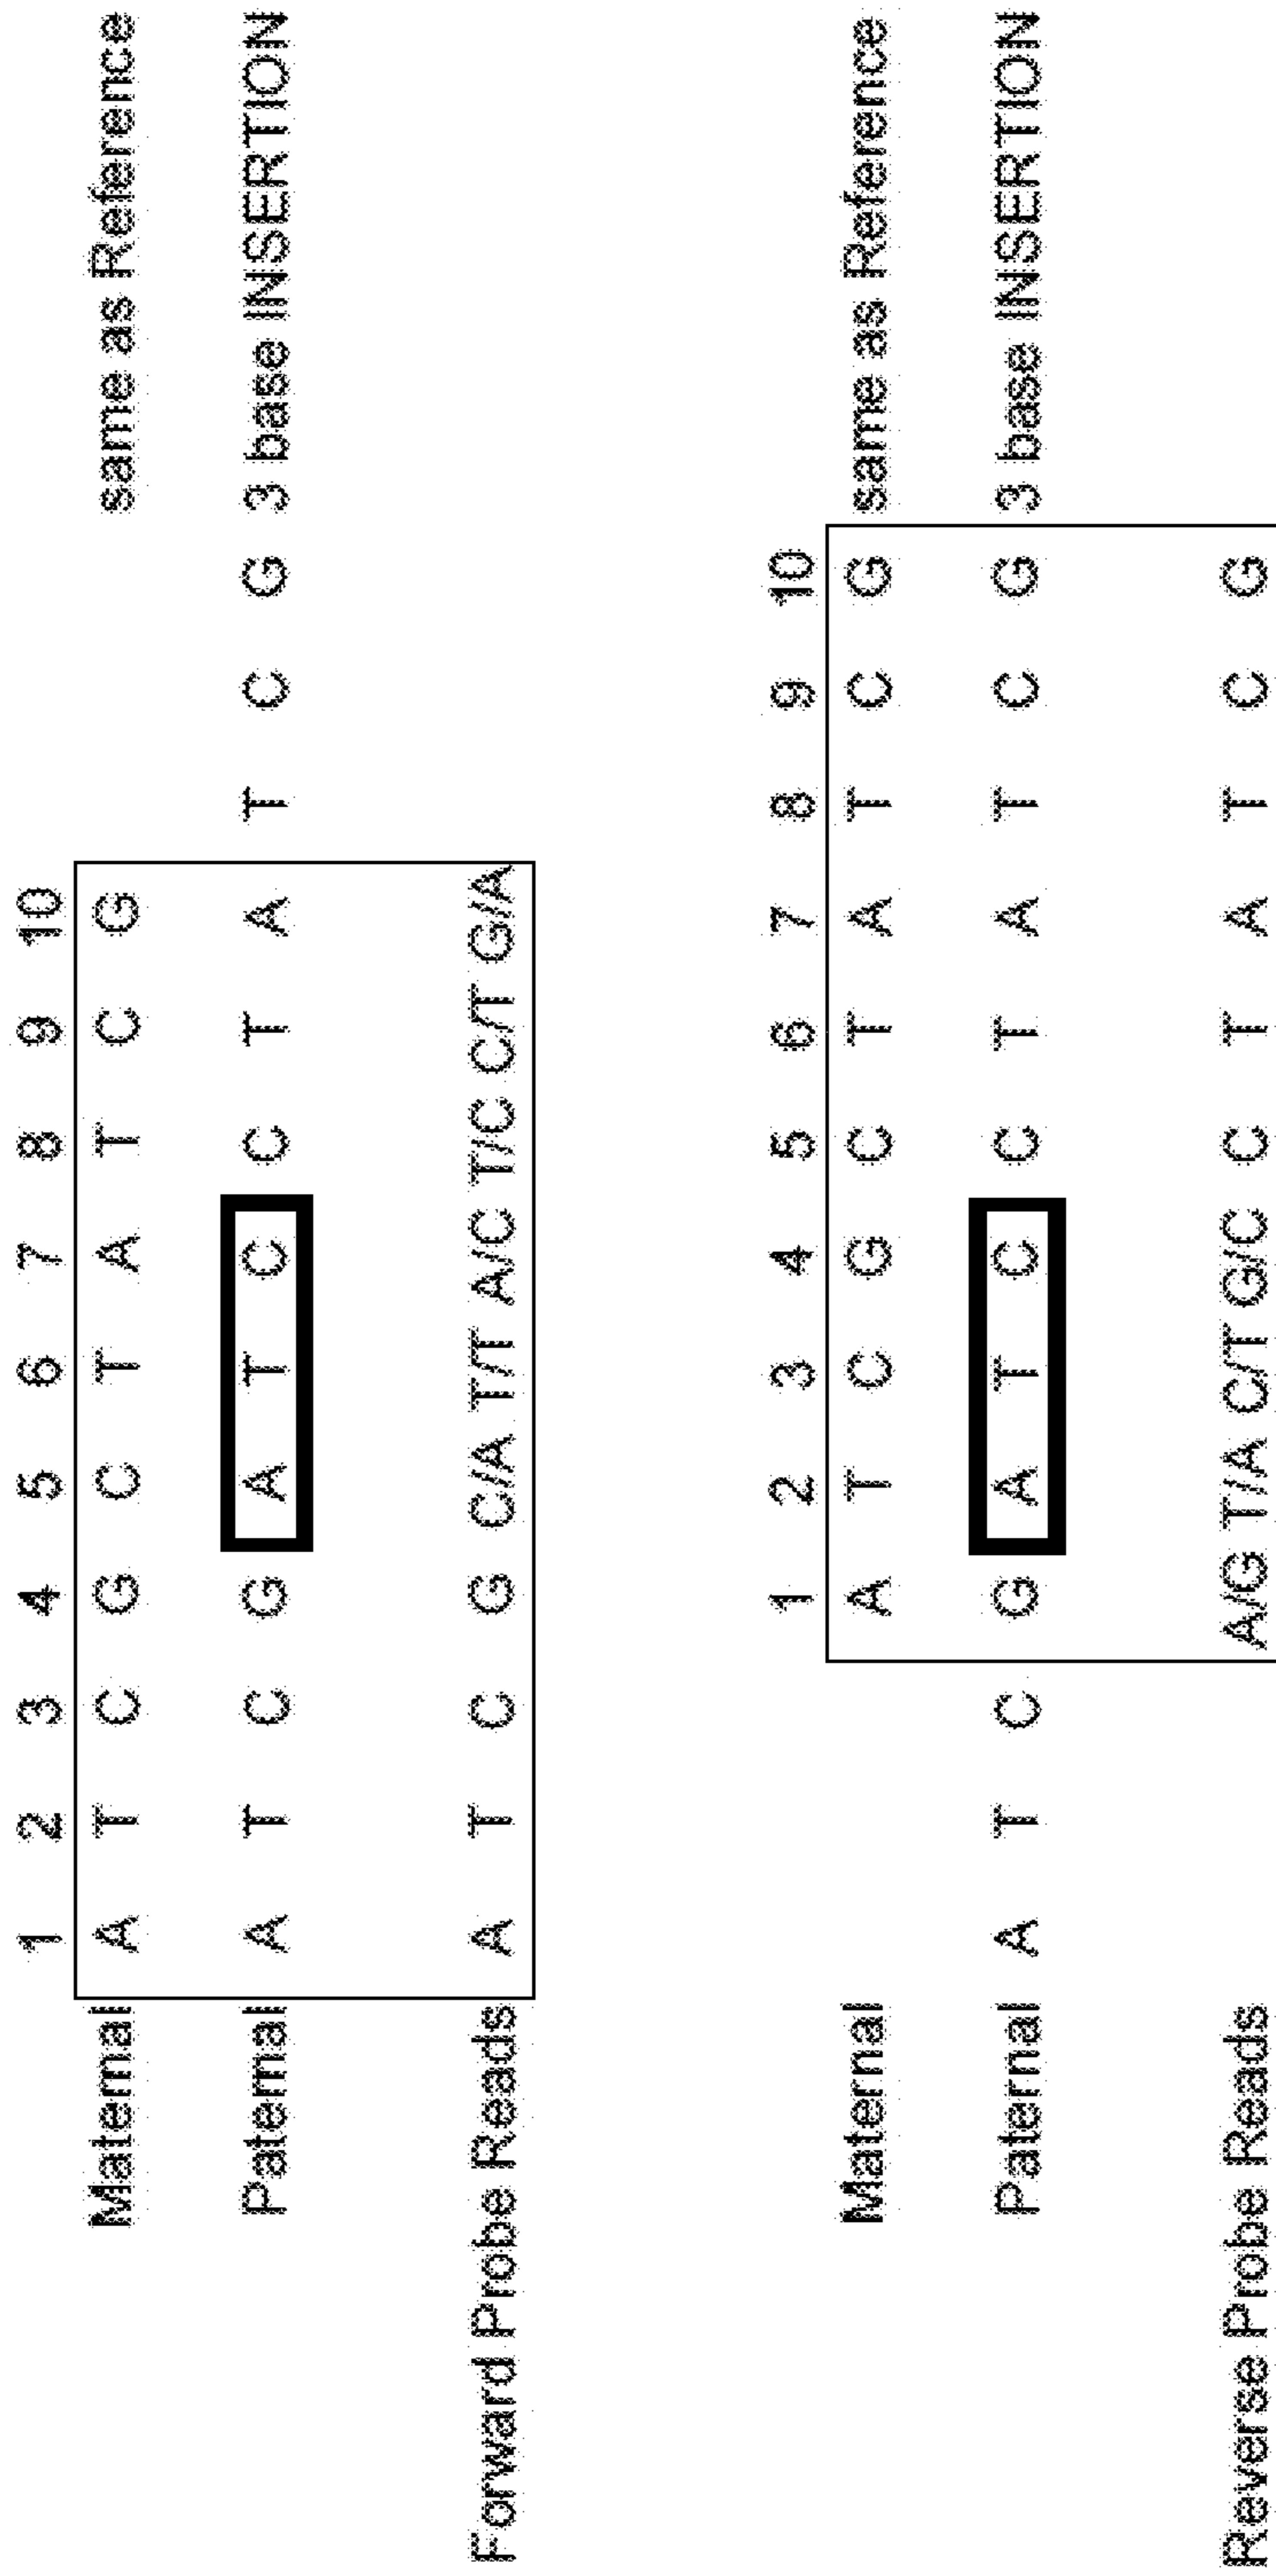 1 2 3 4 5 6 7 8 9 10
Maternal A T C G C T A T C G same as Reference
Paternal A T C G A T C C T A T C G 3 base INSERTION
Forward Probe Reads A T C G C/A T/T A/C T/C C/T G/A
1 2 3 4 5 6 7 8 9 10
Maternal A T C G C T A T C G same as Reference
Paternal A T C G A T C C T A T C G 3 base INSERTION
Reverse Probe Reads A/G T/A C/T G/C C T A T C G